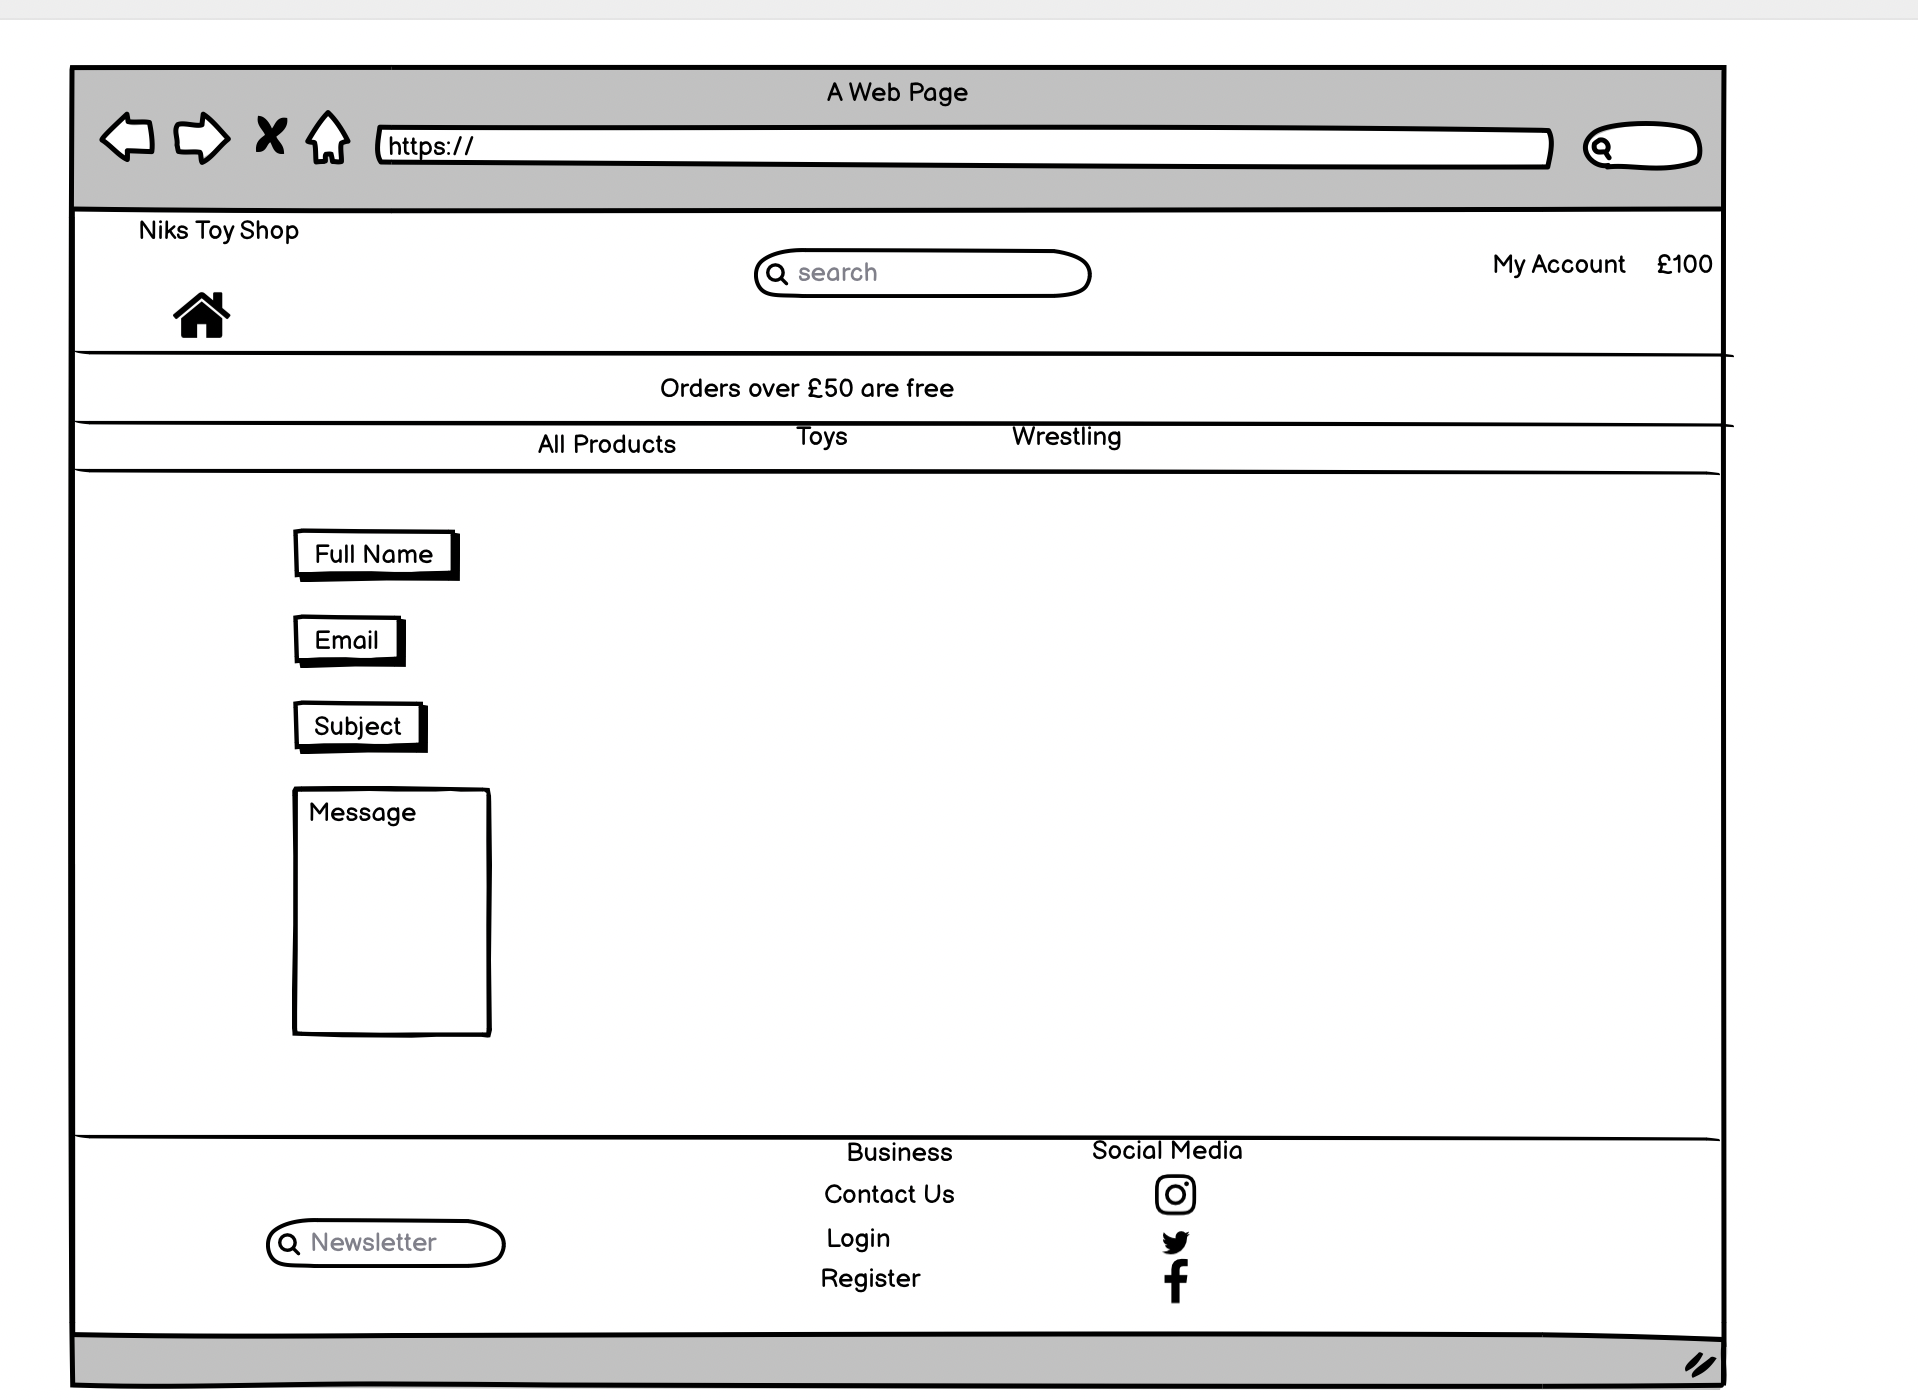 A Web Page
https://
Niks Toy Shop
search
My Account £100
Orders over £50 are free
All Products Toys Wrestling
Full Name
Email
Subject
Message
Business Social Media
Contact Us
Login
Newsletter
Register